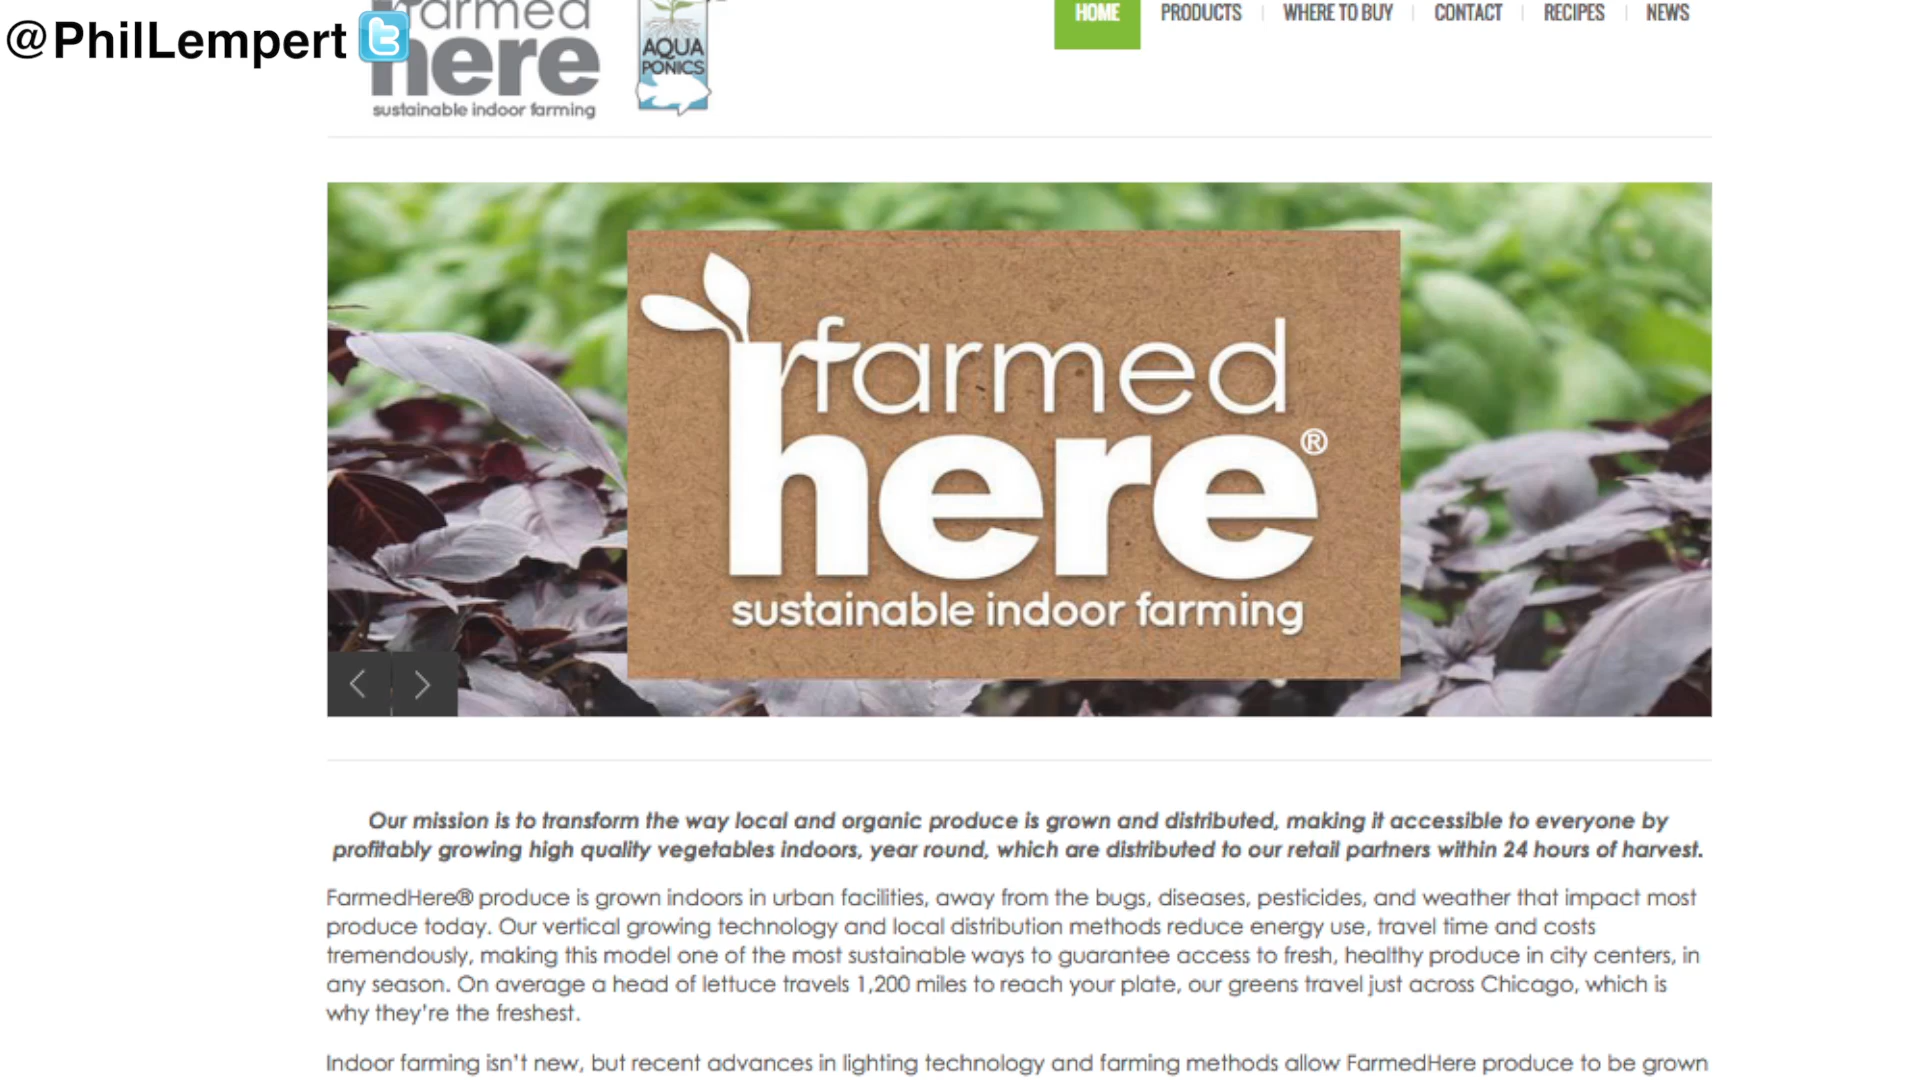 @PhilLempert
farmed
here
sustainable indoor farming
AQUA
PONICS
HOME
PRODUCTS
WHERE TO BUY
CONTACT
RECIPES
NEWS
farmed
here®
sustainable indoor farming
Our mission is to transform the way local and organic produce is grown and distributed, making it accessible to everyone by
profitably growing high quality vegetables indoors, year round, which are distributed to our retail partners within 24 hours of harvest.
FarmedHere® produce is grown indoors in urban facilities, away from the bugs, diseases, pesticides, and weather that impact most
produce today. Our vertical growing technology and local distribution methods reduce energy use, travel time and costs
tremendously, making this model one of the most sustainable ways to guarantee access to fresh, healthy produce in city centers, in
any season. On average a head of lettuce travels 1,200 miles to reach your plate, our greens travel just across Chicago, which is
why they're the freshest.
Indoor farming isn't new, but recent advances in lighting technology and farming methods allow FarmedHere produce to be grown